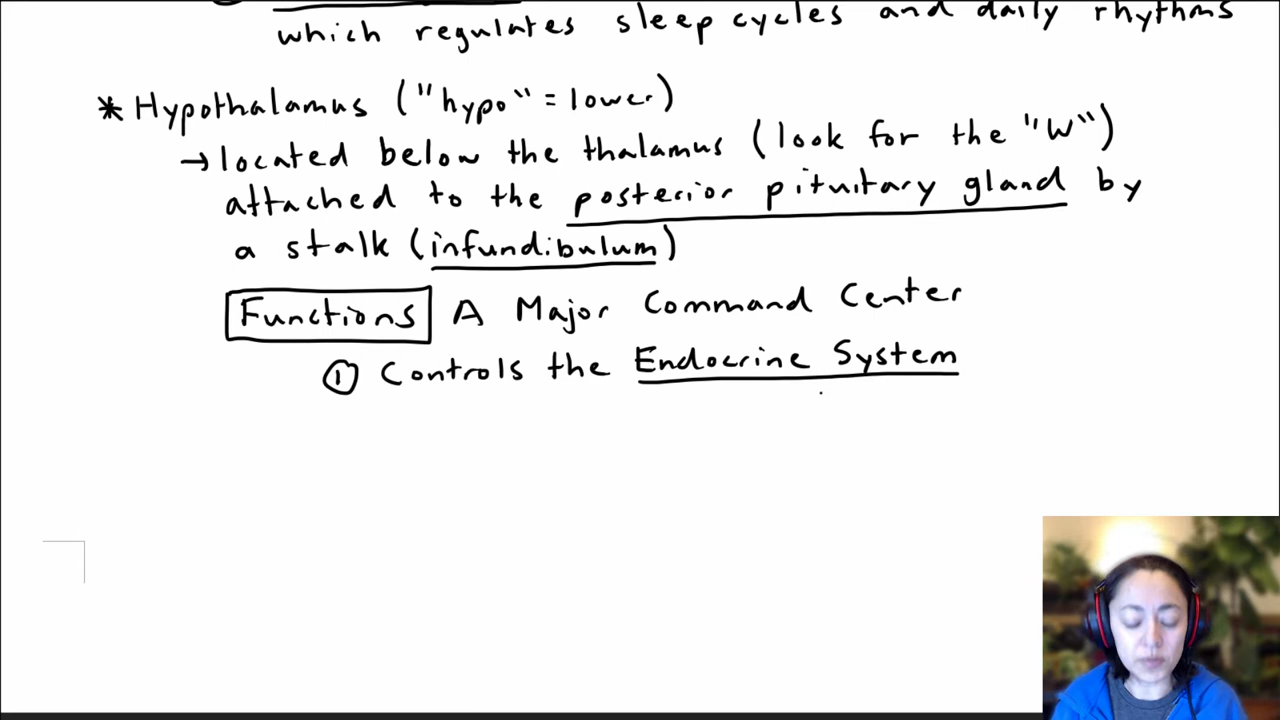 which regulates sleep cycles and daily rhythms
* Hypothalamus ("hypo" = lower)
→ located below the thalamus (look for the "W")
attached to the posterior pituitary gland by
a stalk (infundibulum)
Functions A Major Command Center
① Controls the Endocrine System